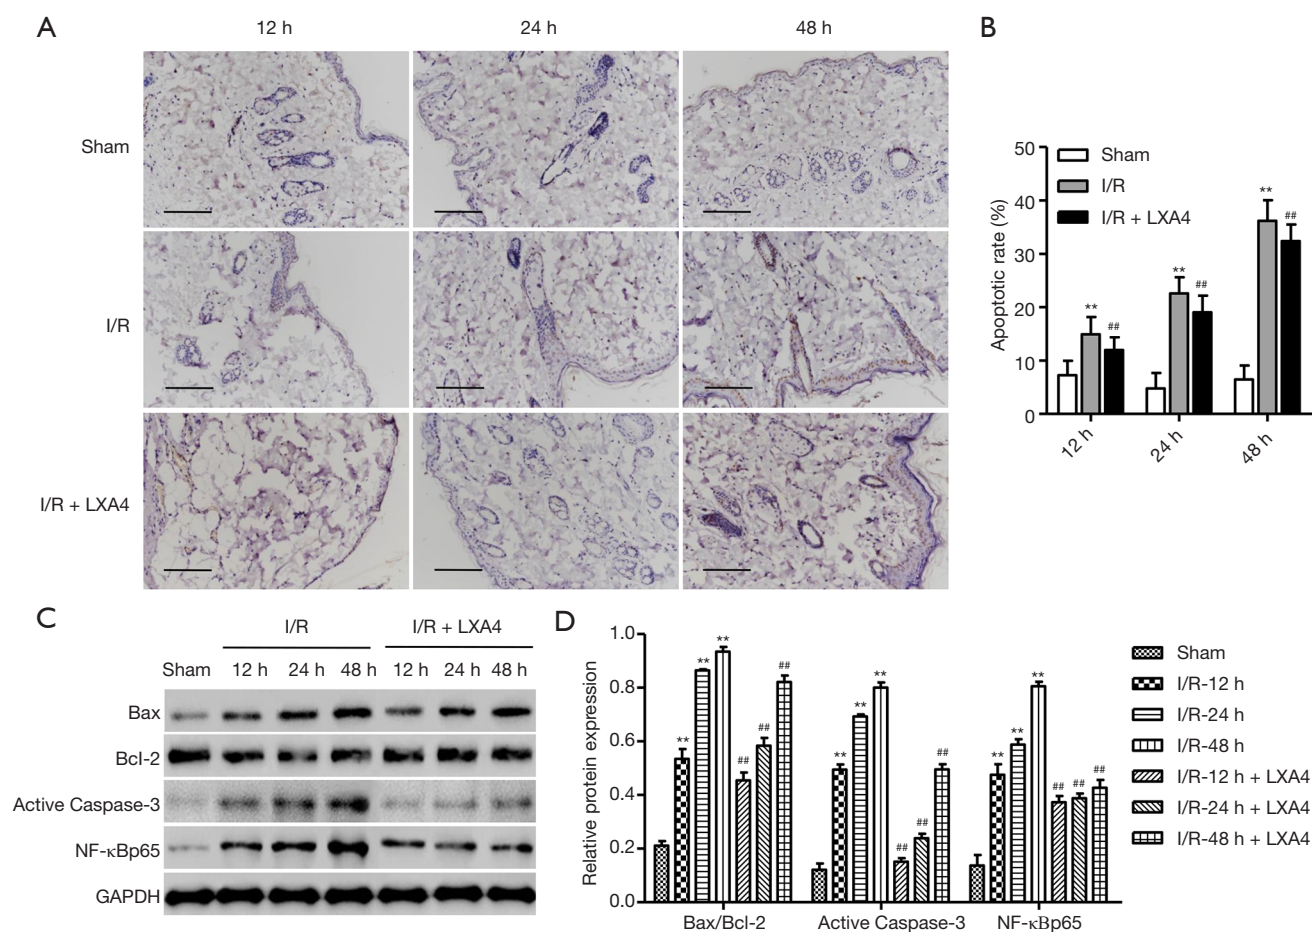 A
12 h
24 h
48 h
Sham
I/R
I/R + LXA4
B
50
40
30
20
10
0
Apoptotic rate (%)
Sham
I/R
I/R + LXA4
**
##
**
##
**
##
12 h
24 h
48 h
C
I/R
I/R + LXA4
Sham
12 h
24 h
48 h
12 h
24 h
48 h
Bax
Bcl-2
Active Caspase-3
NF-κBp65
GAPDH
D
1.0
0.8
0.6
0.4
0.2
0.0
Relative protein expression
**
**
**
##
##
##
**
**
**
##
##
##
**
**
**
##
##
##
Bax/Bcl-2
Active Caspase-3
NF-κBp65
Sham
I/R-12 h
I/R-24 h
I/R-48 h
I/R-12 h + LXA4
I/R-24 h + LXA4
I/R-48 h + LXA4